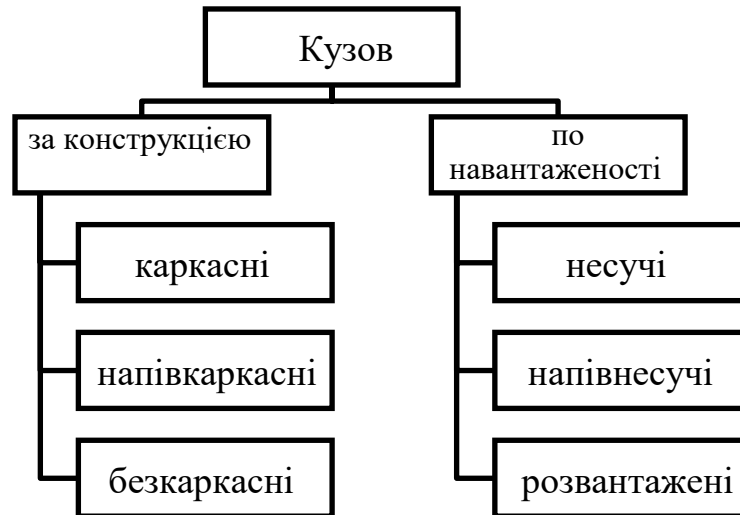 Кузов
за конструкцією
каркасні
напівкаркасні
безкаркасні
по
навантаженості
несучі
напівнесучі
розвантажені